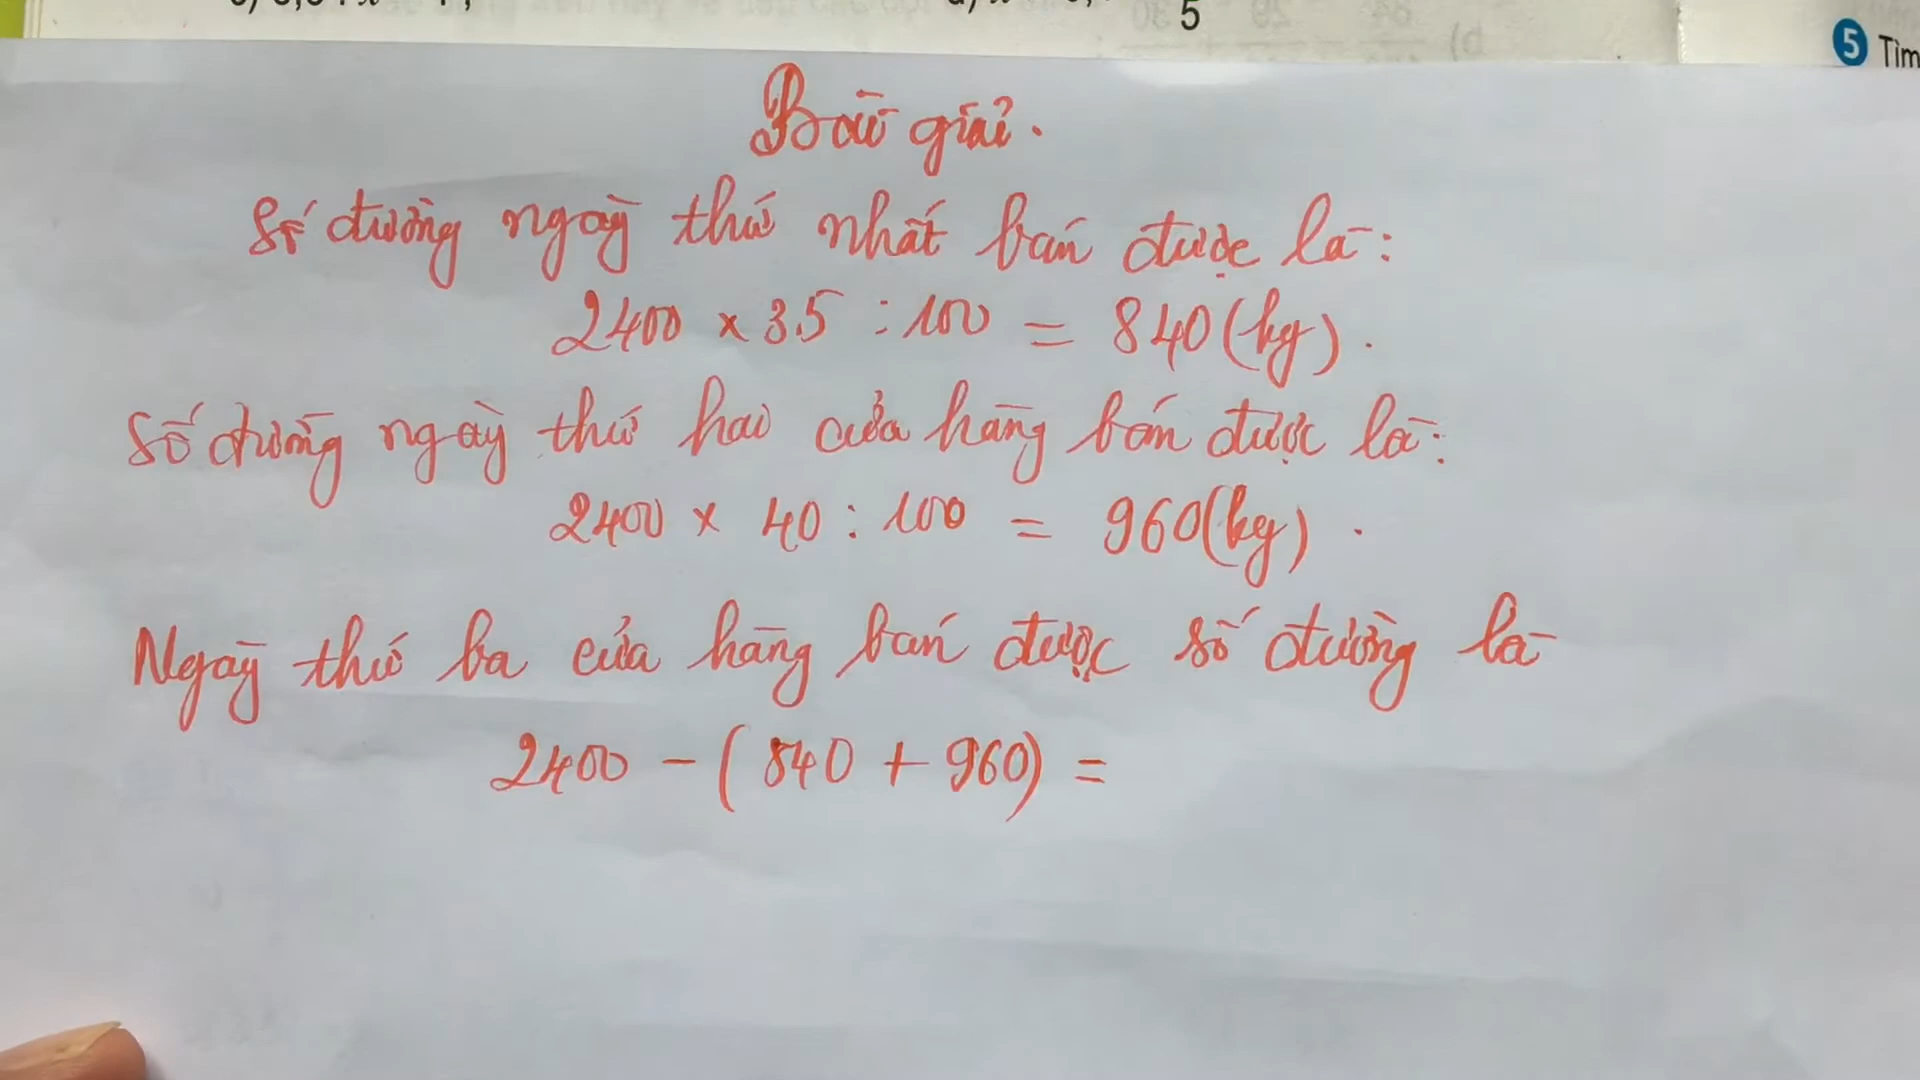 5
5 Tìm
Bài giải.
Số đường ngày thứ nhất bán được là:
2400 x 35 : 100 = 840 (kg).
Số đường ngày thứ hai cửa hàng bán được là:
2400 x 40 : 100 = 960 (kg).
Ngày thứ ba cửa hàng bán được số đường là
2400 - (840 + 960) =